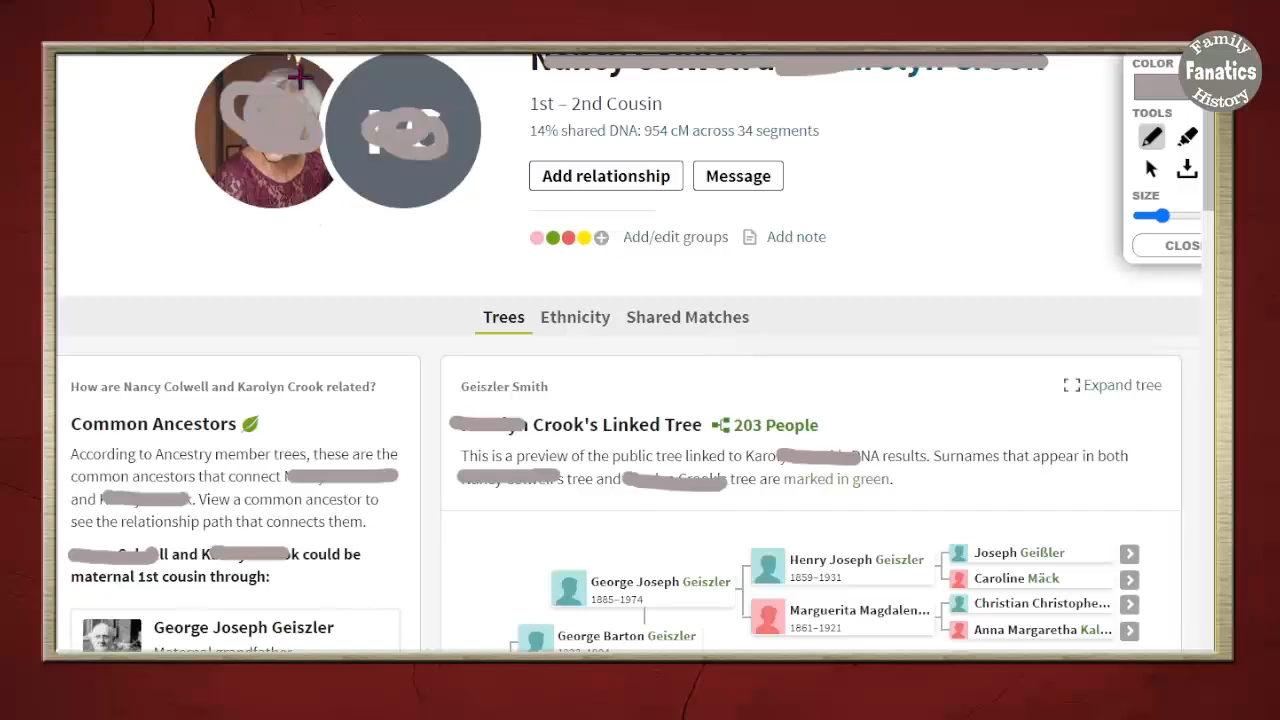 Family
Fanatics
History
COLOR
1st – 2nd Cousin
14% shared DNA: 954 cM across 34 segments
TOOLS
Add relationship
Message
SIZE
Add/edit groups
Add note
CLOS
Trees
Ethnicity
Shared Matches
How are Nancy Colwell and Karolyn Crook related?
Common Ancestors
According to Ancestry member trees, these are the
common ancestors that connect
and K. View a common ancestor to
see the relationship path that connects them.
ll and K ok could be
maternal 1st cousin through:
George Joseph Geiszler
Maternal grandfather
Geiszler Smith
Expand tree
Crook's Linked Tree
203 People
This is a preview of the public tree linked to Karo DNA results. Surnames that appear in both
's tree and tree are marked in green.
George Joseph Geiszler
1885–1974
George Barton Geiszler
Henry Joseph Geiszler
1859–1931
Marguerita Magdalen...
1861–1921
Joseph Geißler
Caroline Mäck
Christian Christophe...
Anna Margaretha Kal...